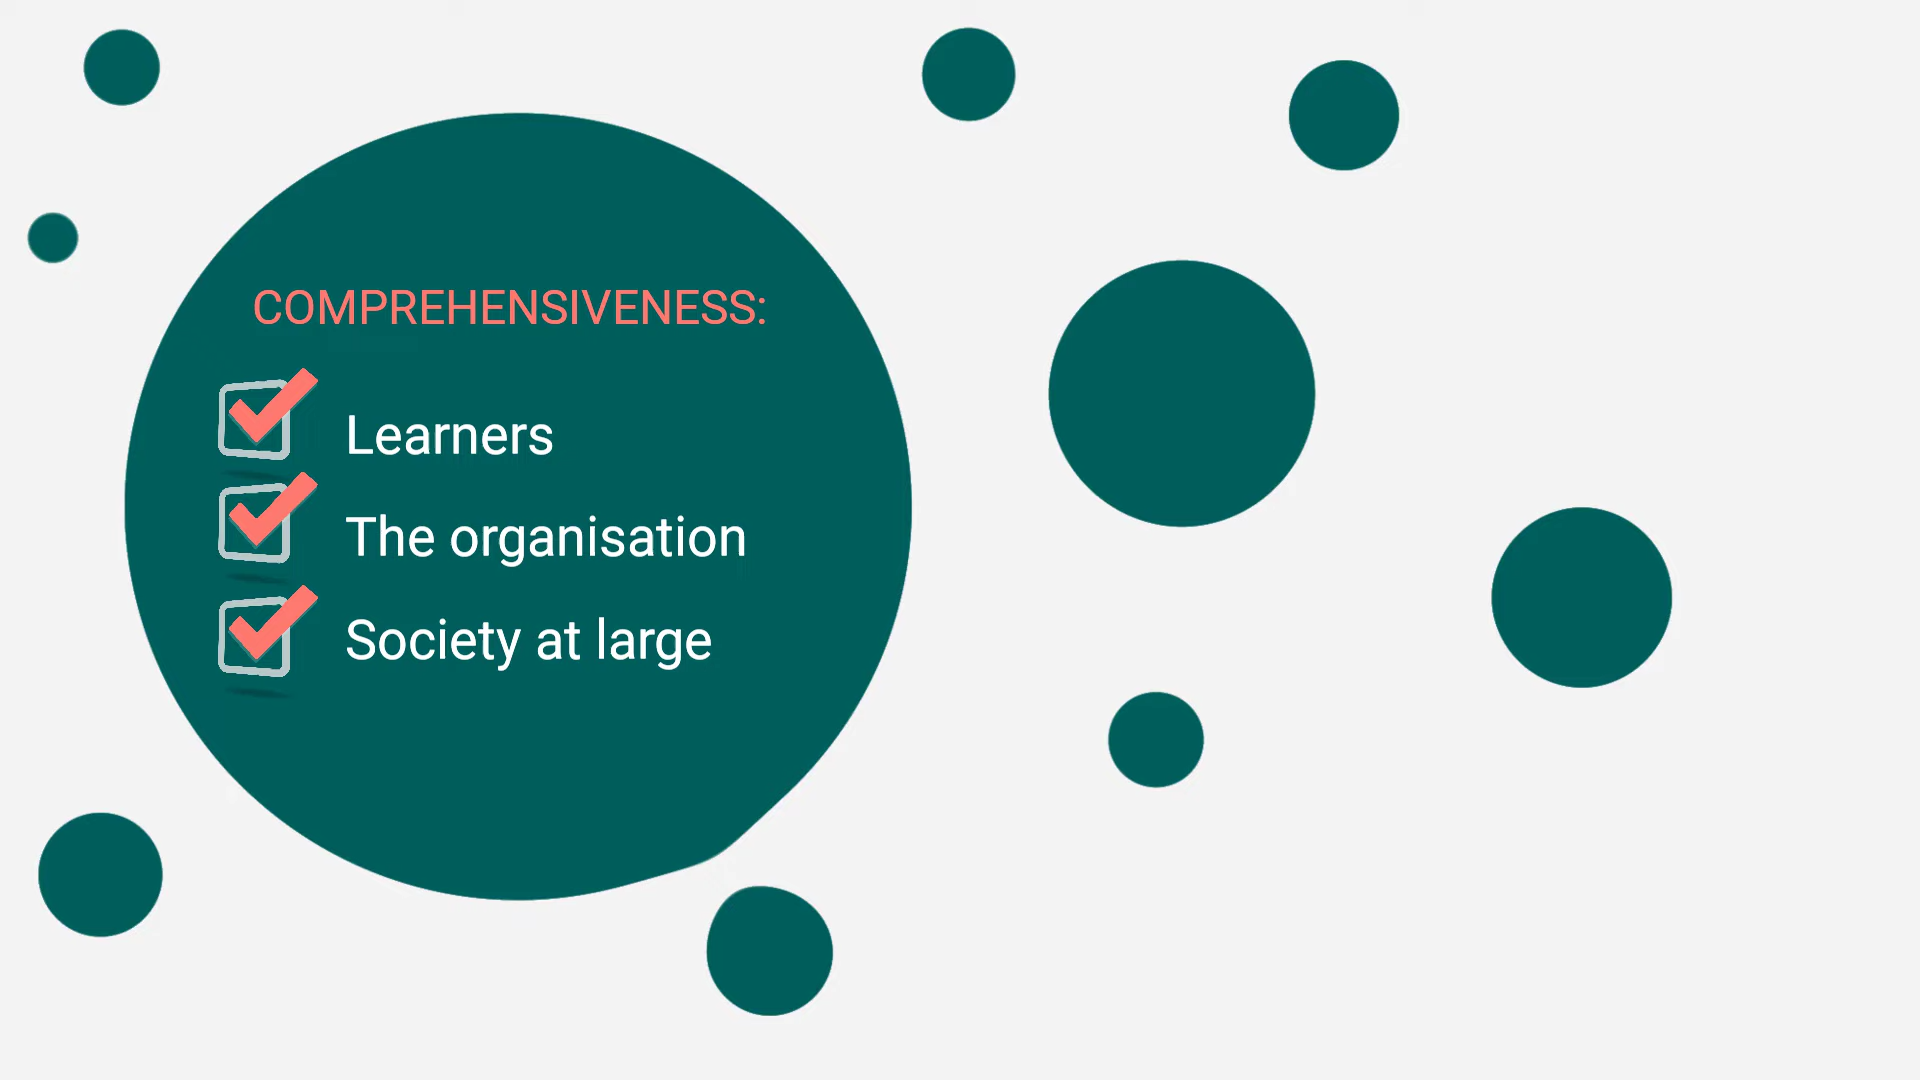 COMPREHENSIVENESS:
Learners
The organisation
Society at large